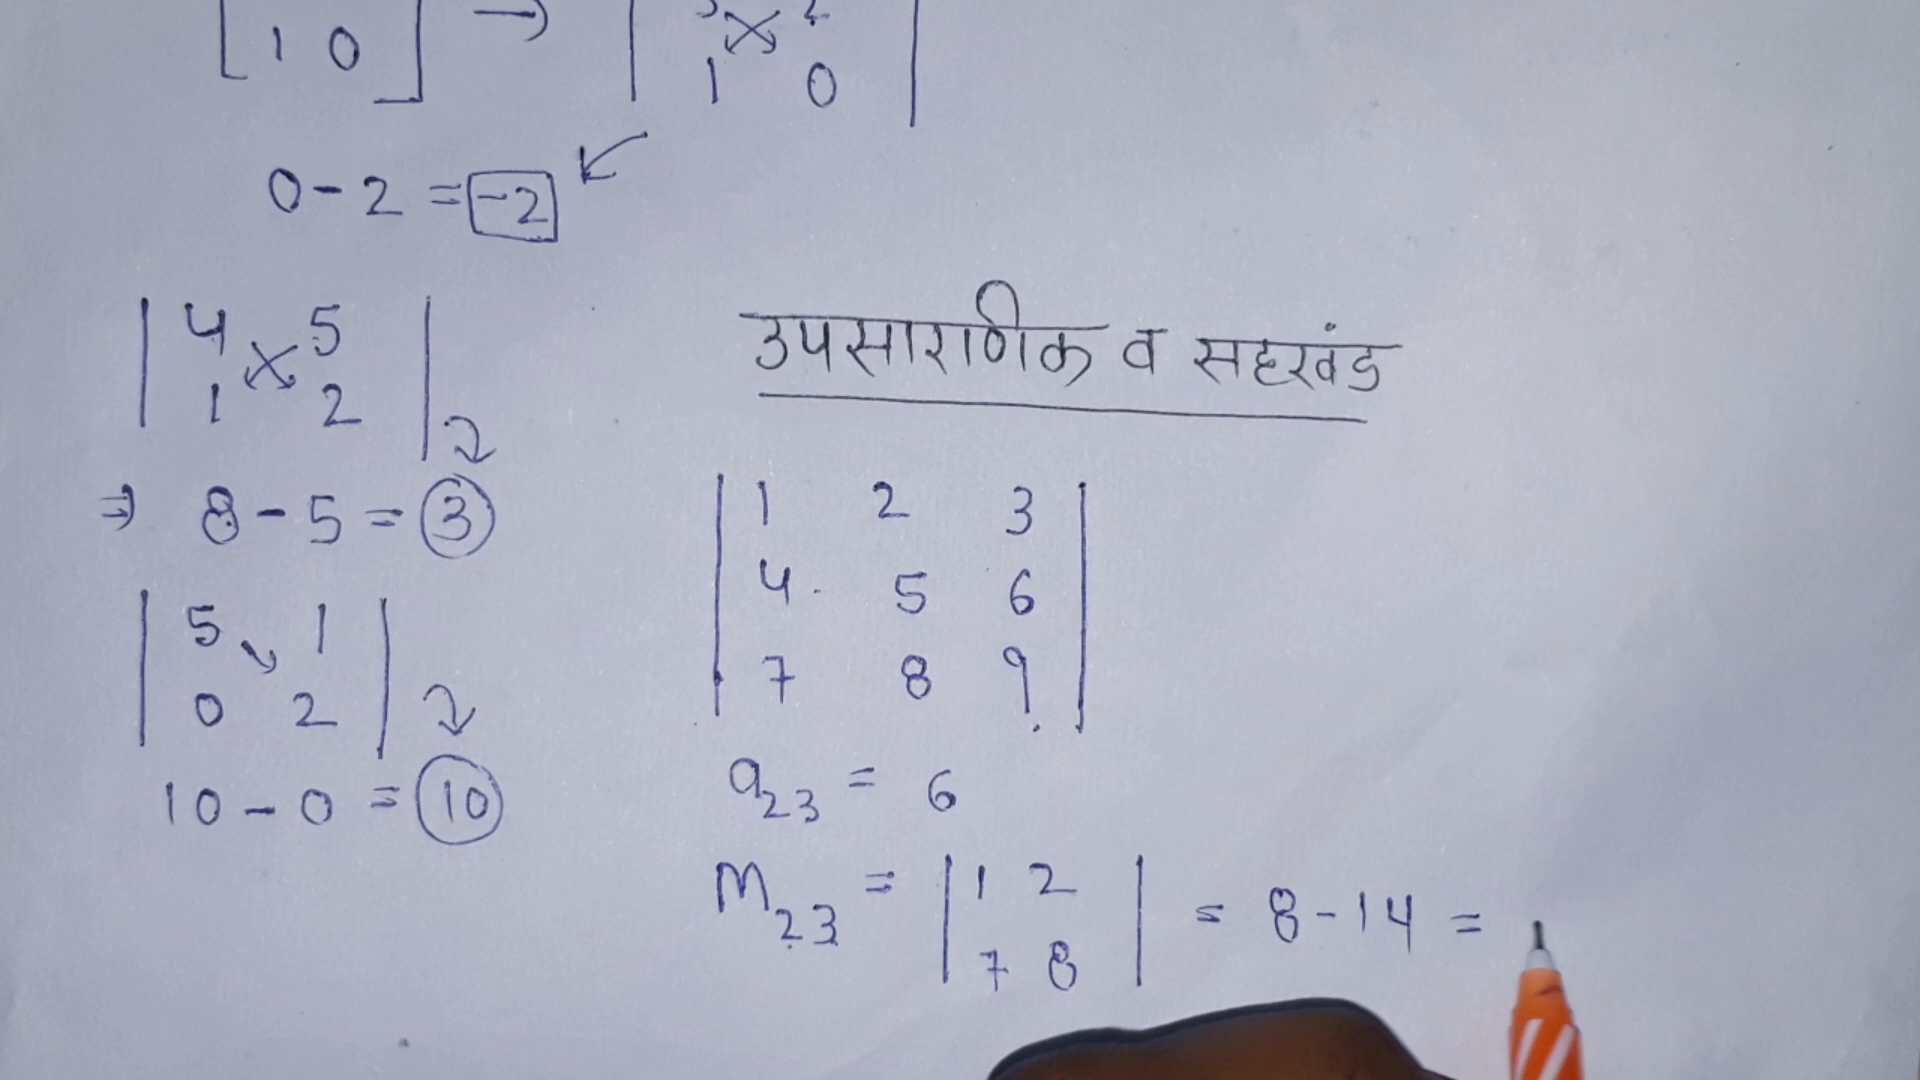 [ 1 0 ] → | 1 0 |
0 - 2 = -2
| 4 5 |
| 1 2 |
⇒ 8 - 5 = 3
| 5 1 |
| 0 2 |
10 - 0 = 10
उपसारणिक व सहखंड
| 1 2 3 |
| 4 5 6 |
| 7 8 9 |
a23 = 6
M23 = | 1 2 | = 8 - 14 =
| 7 8 |